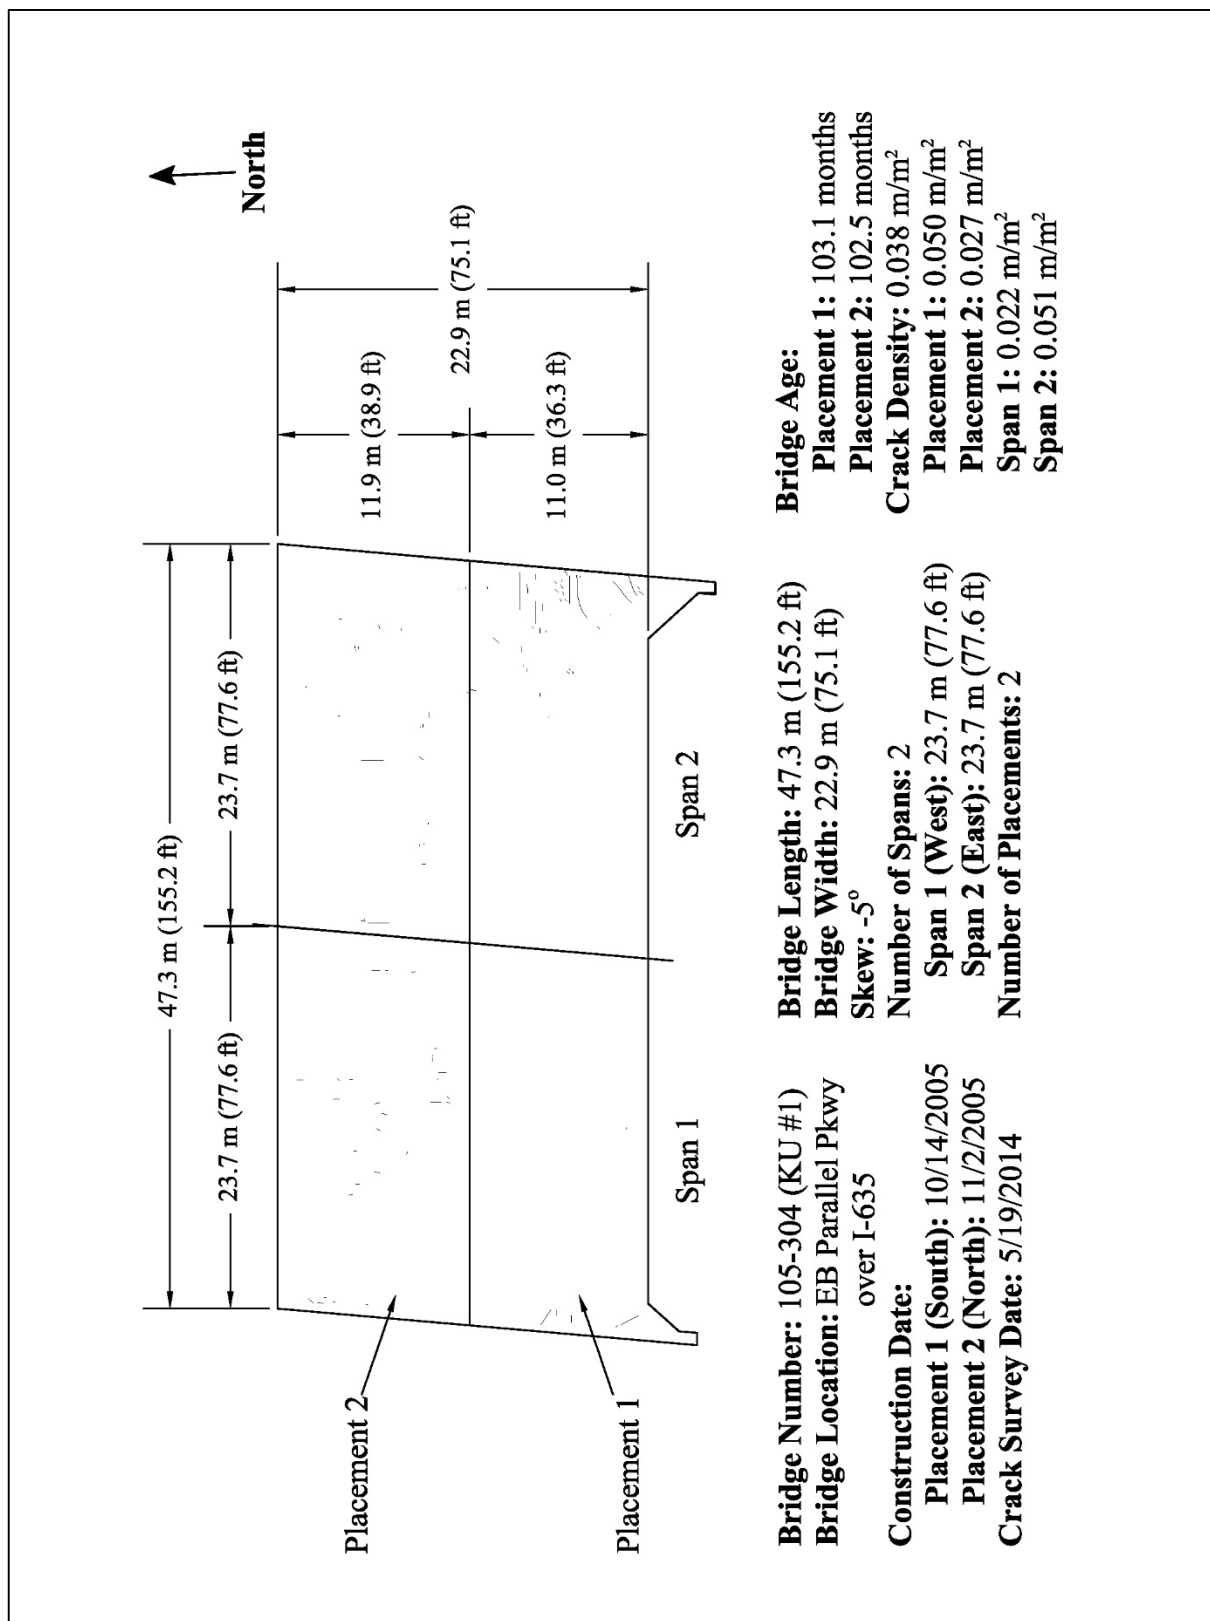 North
47.3 m (155.2 ft)
23.7 m (77.6 ft)
23.7 m (77.6 ft)
11.9 m (38.9 ft)
22.9 m (75.1 ft)
11.0 m (36.3 ft)
Placement 2
Placement 1
Span 1
Span 2
Bridge Number: 105-304 (KU #1)
Bridge Location: EB Parallel Pkwy
over I-635
Construction Date:
Placement 1 (South): 10/14/2005
Placement 2 (North): 11/2/2005
Crack Survey Date: 5/19/2014
Bridge Length: 47.3 m (155.2 ft)
Bridge Width: 22.9 m (75.1 ft)
Skew: -5°
Number of Spans: 2
Span 1 (West): 23.7 m (77.6 ft)
Span 2 (East): 23.7 m (77.6 ft)
Number of Placements: 2
Bridge Age:
Placement 1: 103.1 months
Placement 2: 102.5 months
Crack Density: 0.038 m/m²
Placement 1: 0.050 m/m²
Placement 2: 0.027 m/m²
Span 1: 0.022 m/m²
Span 2: 0.051 m/m²